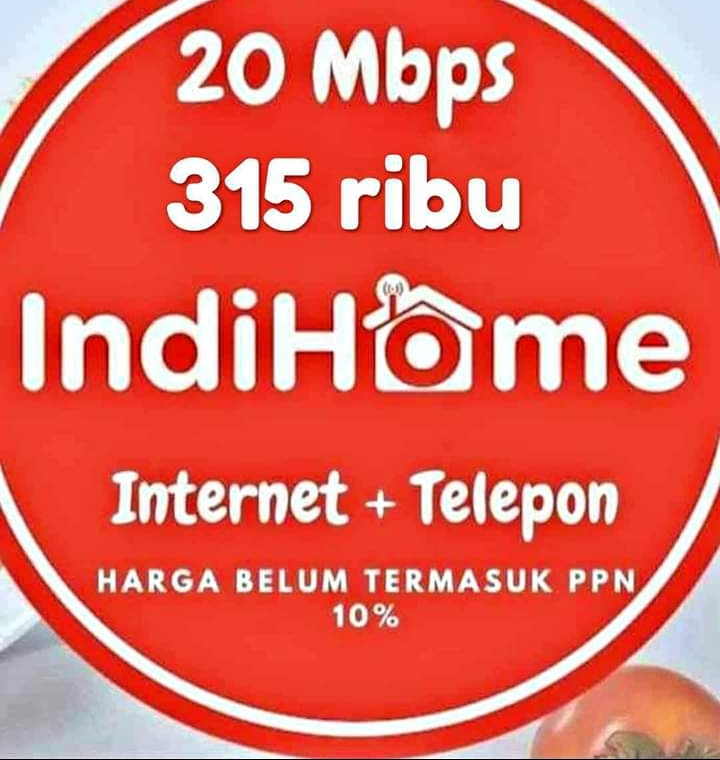 20 Mbps
315 ribu
IndiHome
Internet + Telepon
HARGA BELUM TERMASUK PPN
10%